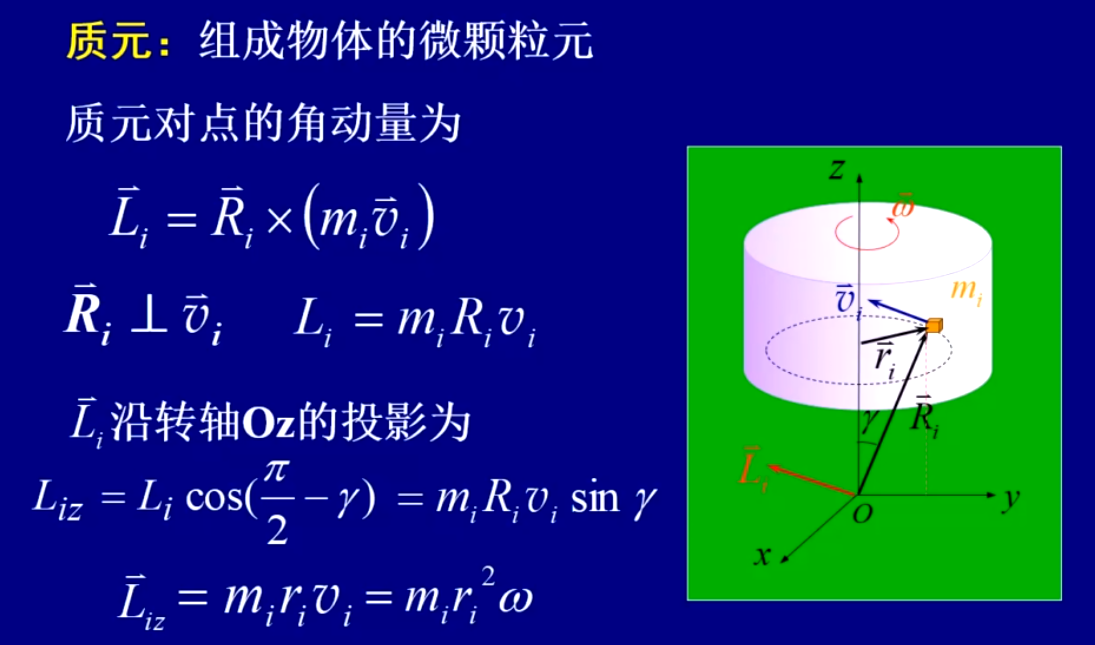 质元：组成物体的微颗粒元
质元对点的角动量为
$\vec{L}_i = \vec{R}_i \times (m_i \vec{v}_i)$
$\vec{R}_i \perp \vec{v}_i$ $L_i = m_i R_i v_i$
$\vec{L}_i$沿转轴Oz的投影为
$L_{iz} = L_i \cos(\frac{\pi}{2} - \gamma) = m_i R_i v_i \sin \gamma$
$\vec{L}_{iz} = m_i r_i v_i = m_i r_i^2 \omega$
z
$\vec{\omega}$
$\vec{v}_i$
$m_i$
$\vec{r}_i$
$\gamma$
$\vec{R}_i$
$\vec{L}_i$
O
y
x